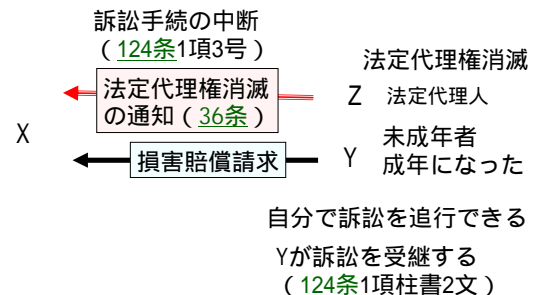 訴訟手続の中断
（124条1項3号）
法定代理権消滅
法定代理権消滅
の通知（36条）
Z 法定代理人
X
Y
未成年者
成年になった
損害賠償請求
自分で訴訟を追行できる
Yが訴訟を受継する
（124条1項柱書2文）